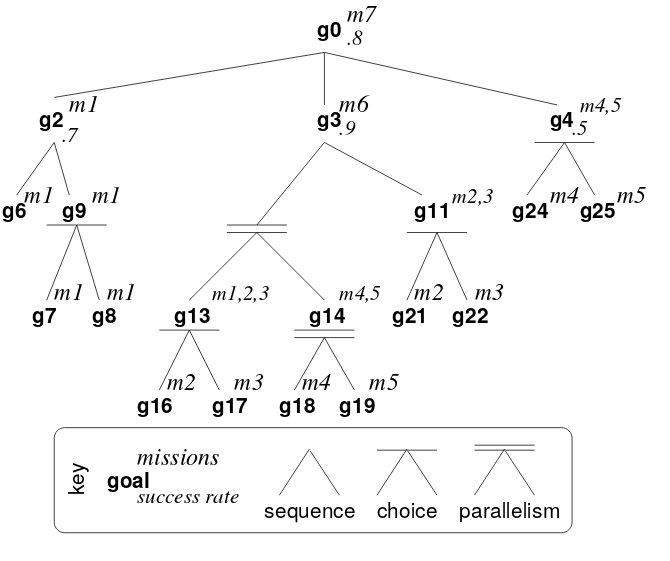 g0 m7 .8
g2 m1 .7
g3 m6 .9
g4 m4,5 .5
g6 m1
g9 m1
g11 m2,3
g24 m4
g25 m5
g7 m1
g8 m1
g13 m1,2,3
g14 m4,5
g21 m2
g22 m3
g16 m2
g17 m3
g18 m4
g19 m5
key
missions
goal
success rate
sequence
choice
parallelism